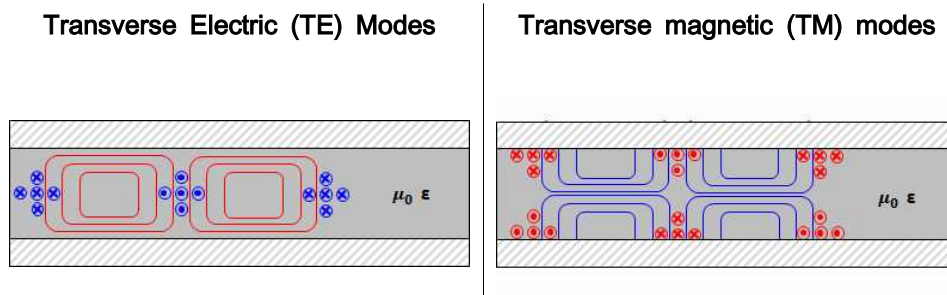 Transverse Electric (TE) Modes
Transverse magnetic (TM) modes
μ₀ ε
μ₀ ε